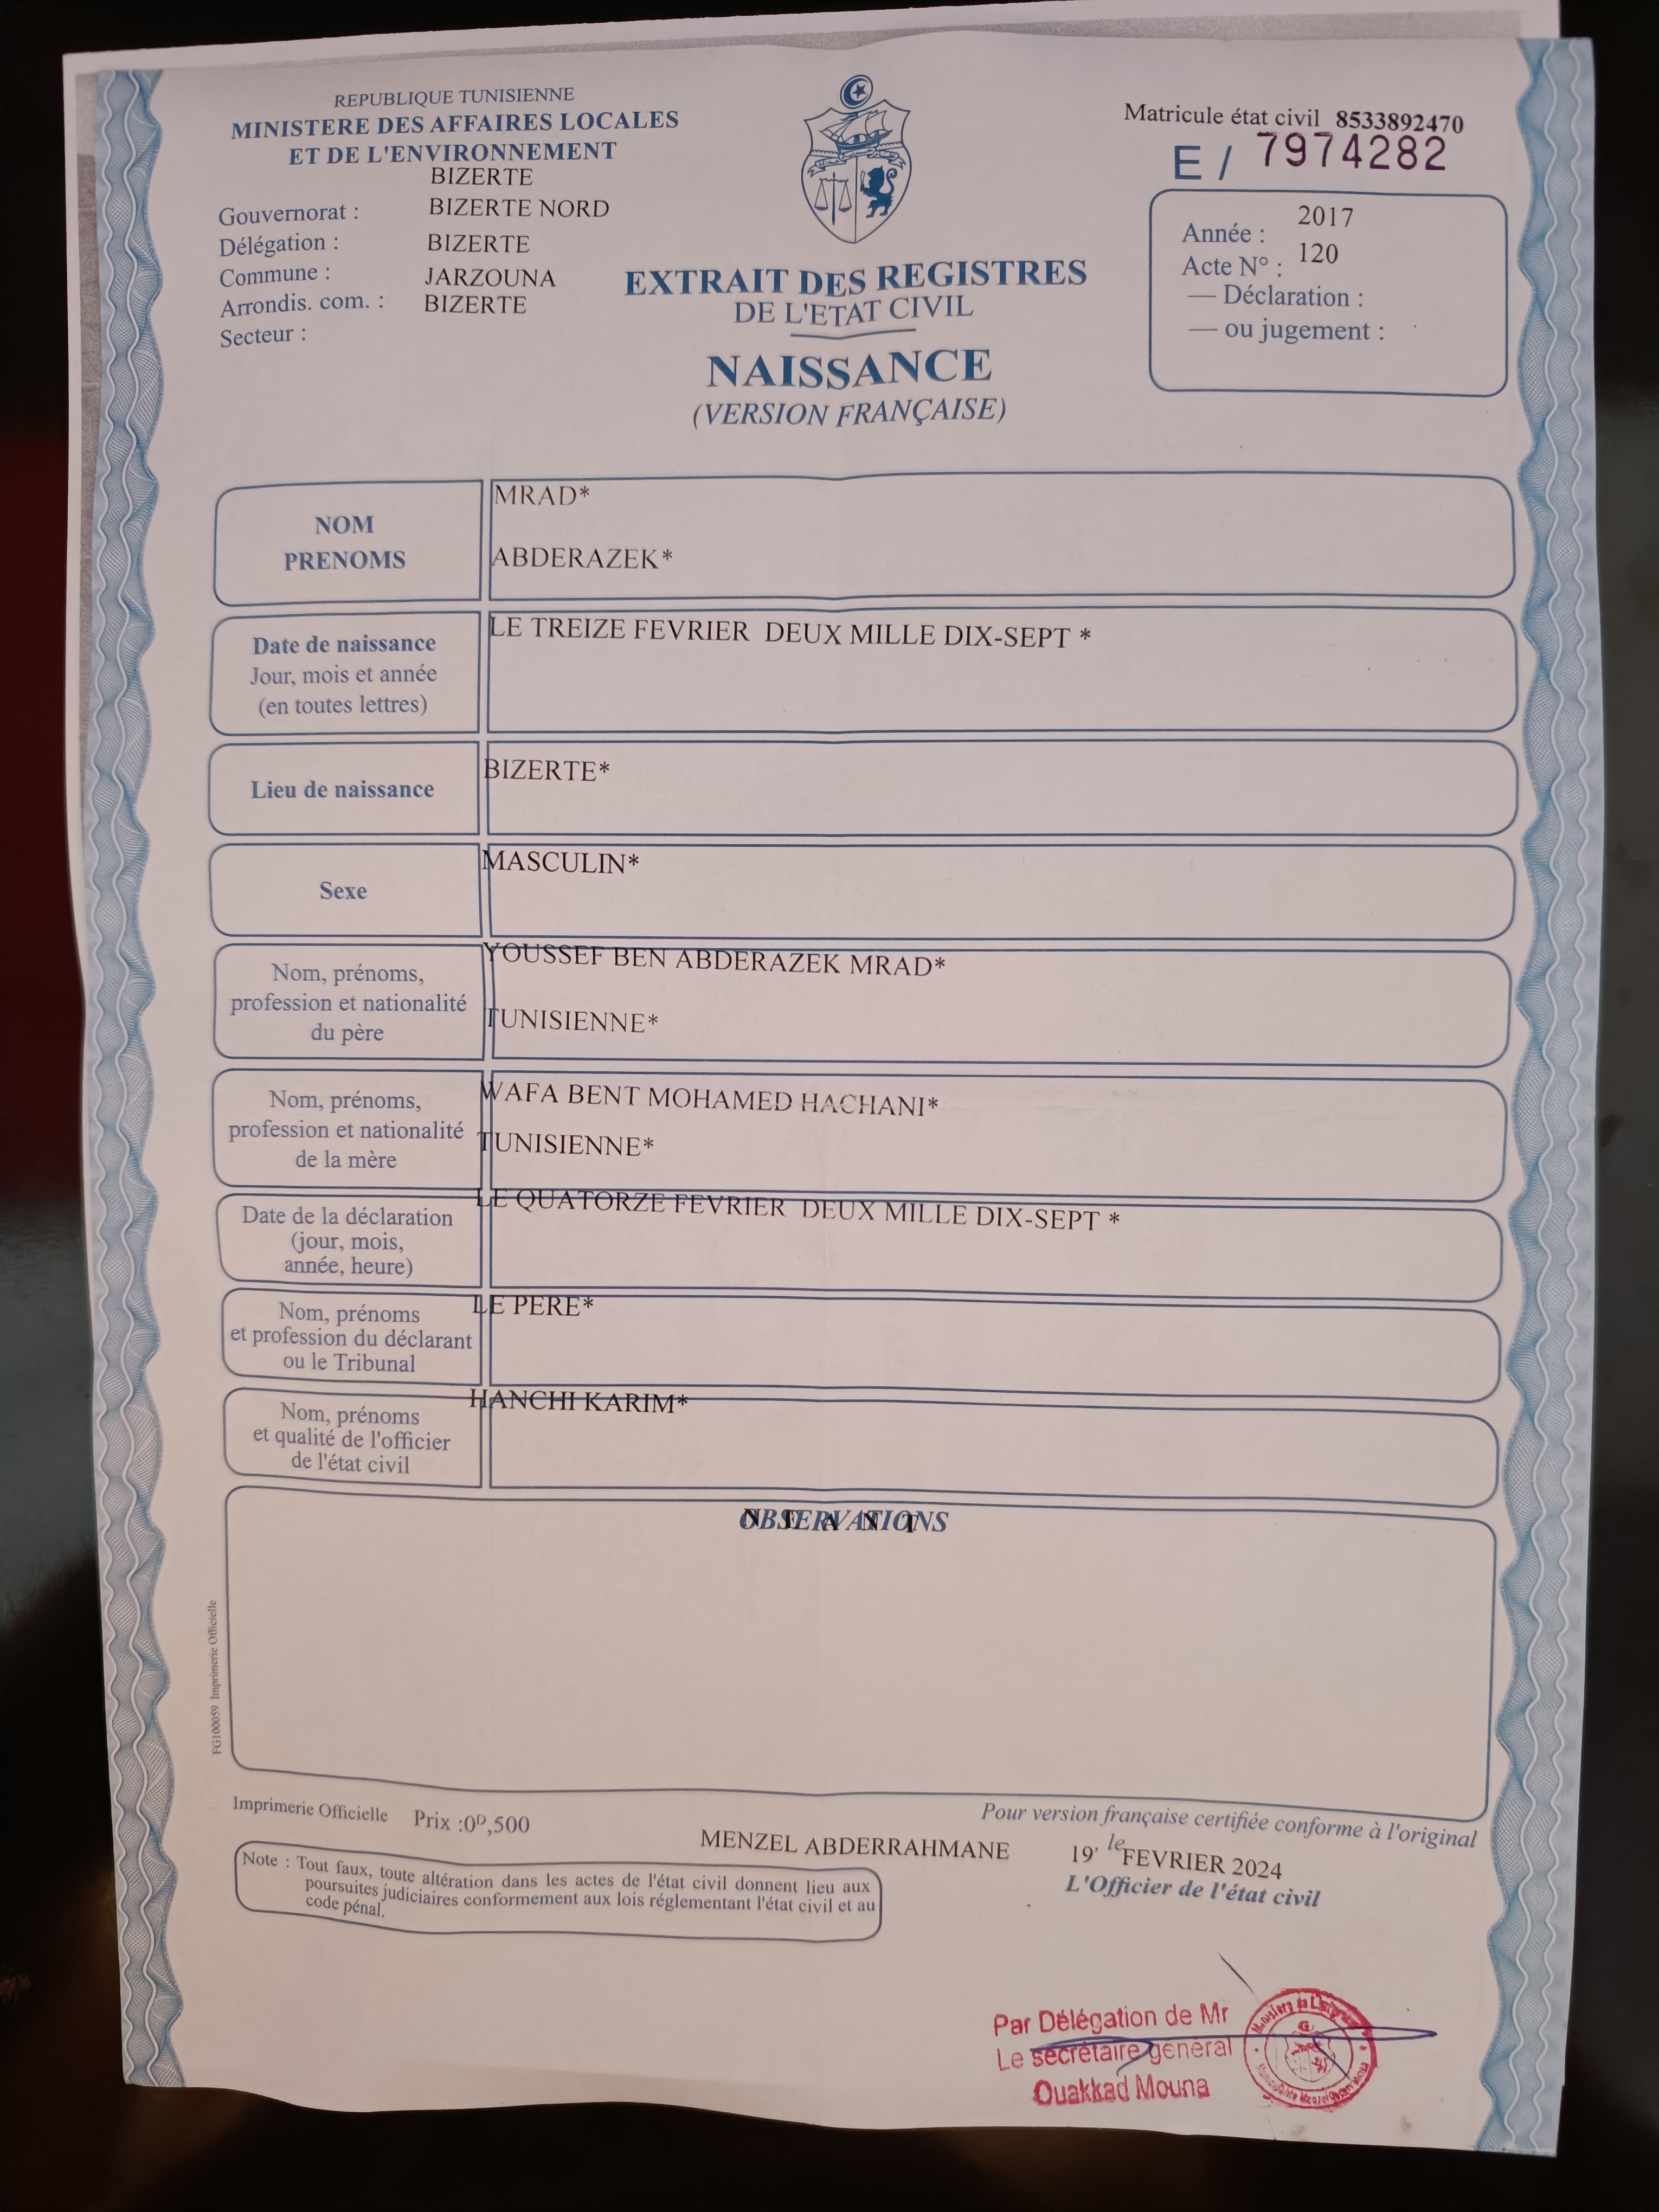 REPUBLIQUE TUNISIENNE
MINISTERE DES AFFAIRES LOCALES
ET DE L'ENVIRONNEMENT
BIZERTE
Gouvernorat : BIZERTE NORD
Délégation : BIZERTE
Commune : JARZOUNA
Arrondis. com. : BIZERTE
Secteur :
Matricule état civil 8533892470
E / 7974282
Année : 2017
Acte N° : 120
— Déclaration :
— ou jugement :
EXTRAIT DES REGISTRES
DE L'ETAT CIVIL
NAISSANCE
(VERSION FRANÇAISE)
NOM
PRENOMS
MRAD*
ABDERAZEK*
Date de naissance
Jour, mois et année
(en toutes lettres)
LE TREIZE FEVRIER DEUX MILLE DIX-SEPT *
Lieu de naissance
BIZERTE*
Sexe
MASCULIN*
Nom, prénoms,
profession et nationalité
du père
YOUSSEF BEN ABDERAZEK MRAD*
TUNISIENNE*
Nom, prénoms,
profession et nationalité
de la mère
WAFA BENT MOHAMED HACHANI*
TUNISIENNE*
Date de la déclaration
(jour, mois,
année, heure)
LE QUATORZE FEVRIER DEUX MILLE DIX-SEPT *
Nom, prénoms
et profession du déclarant
ou le Tribunal
LE PERE*
Nom, prénoms
et qualité de l'officier
de l'état civil
HANCHI KARIM*
OBSERVATIONS
N E A N T
FG100059 Imprimerie Officielle
Imprimerie Officielle Prix :0ᴰ,500
Pour version française certifiée conforme à l'original
MENZEL ABDERRAHMANE le 19 FEVRIER 2024
L'Officier de l'état civil
Note : Tout faux, toute altération dans les actes de l'état civil donnent lieu aux
poursuites judiciaires conformement aux lois réglementant l'état civil et au
code pénal.
Par Délégation de Mr
Le secrétaire général
Ouakkad Mouna